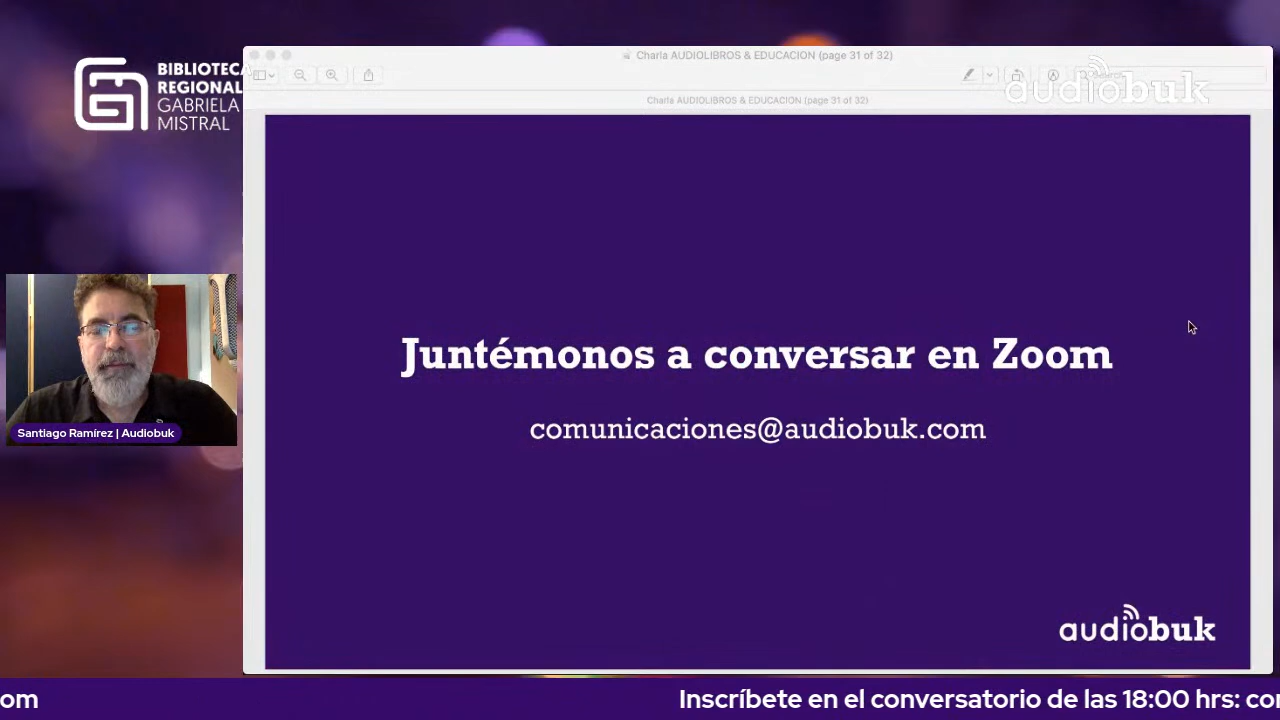 BIBLIOTECA
REGIONAL
GABRIELA
MISTRAL
Charla AUDIOLIBROS & EDUCACION (page 31 of 32)
audiobuk
Charla AUDIOLIBROS & EDUCACION (page 31 of 32)
Juntémonos a conversar en Zoom
comunicaciones@audiobuk.com
Santiago Ramírez | Audiobuk
audiobuk
om
Inscríbete en el conversatorio de las 18:00 hrs: co